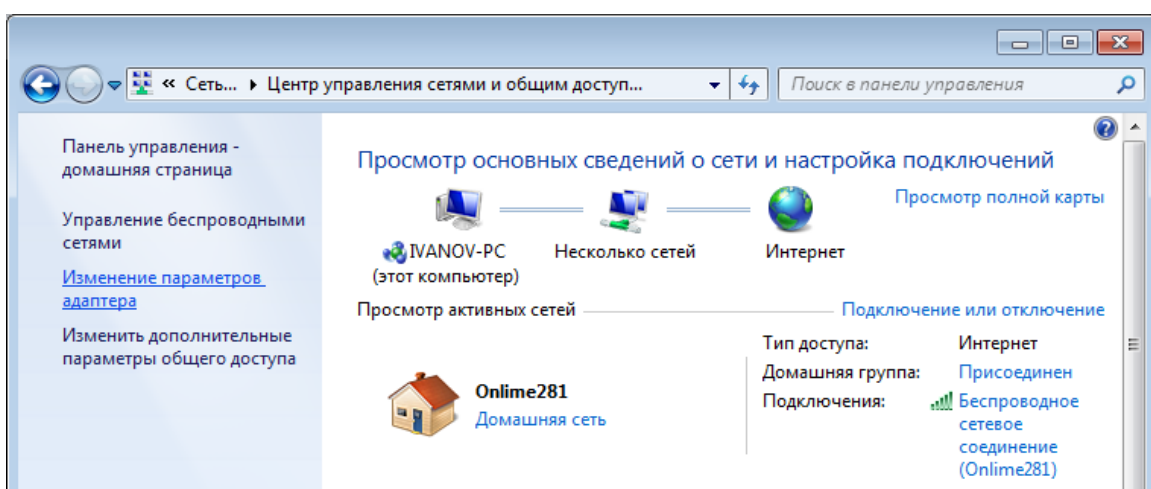 « Сеть... ▸ Центр управления сетями и общим доступ...
Поиск в панели управления
Панель управления -
домашняя страница
Управление беспроводными
сетями
Изменение параметров
адаптера
Изменить дополнительные
параметры общего доступа
Просмотр основных сведений о сети и настройка подключений
Просмотр полной карты
IVANOV-PC
(этот компьютер)
Несколько сетей
Интернет
Просмотр активных сетей
Подключение или отключение
Onlime281
Домашняя сеть
Тип доступа: Интернет
Домашняя группа: Присоединен
Подключения: Беспроводное
сетевое
соединение
(Onlime281)